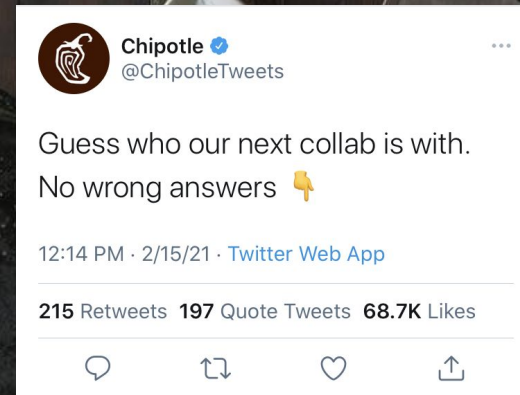 Chipotle
@ChipotleTweets
Guess who our next collab is with.
No wrong answers 👇
12:14 PM · 2/15/21 · Twitter Web App
215 Retweets 197 Quote Tweets 68.7K Likes